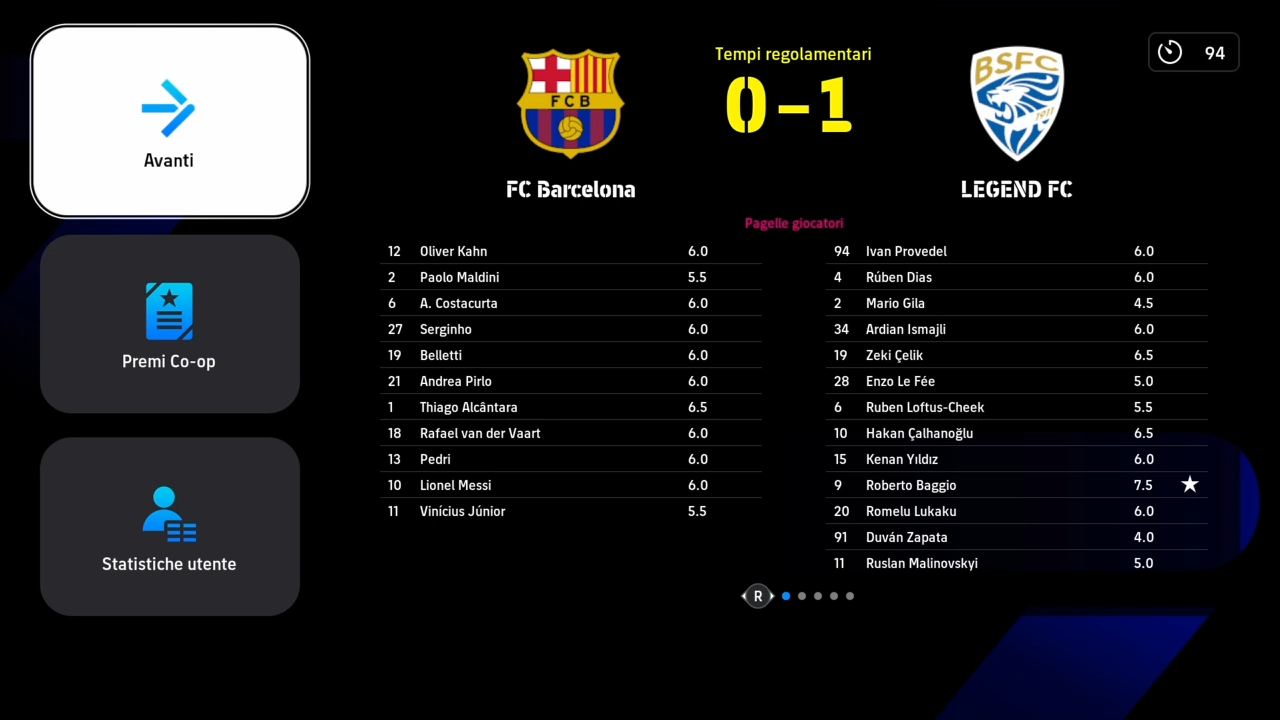 Avanti
Premi Co-op
Statistiche utente
FCB
Tempi regolamentari
0-1
BSFC
1911
94
FC Barcelona
LEGEND FC
Pagelle giocatori
12 Oliver Kahn 6.0
2 Paolo Maldini 5.5
6 A. Costacurta 6.0
27 Serginho 6.0
19 Belletti 6.0
21 Andrea Pirlo 6.0
1 Thiago Alcântara 6.5
18 Rafael van der Vaart 6.0
13 Pedri 6.0
10 Lionel Messi 6.0
11 Vinícius Júnior 5.5
94 Ivan Provedel 6.0
4 Rúben Dias 6.0
2 Mario Gila 4.5
34 Ardian Ismajli 6.0
19 Zeki Çelik 6.5
28 Enzo Le Fée 5.0
6 Ruben Loftus-Cheek 5.5
10 Hakan Çalhanoğlu 6.5
15 Kenan Yıldız 6.0
9 Roberto Baggio 7.5
20 Romelu Lukaku 6.0
91 Duván Zapata 4.0
11 Ruslan Malinovskyi 5.0
R